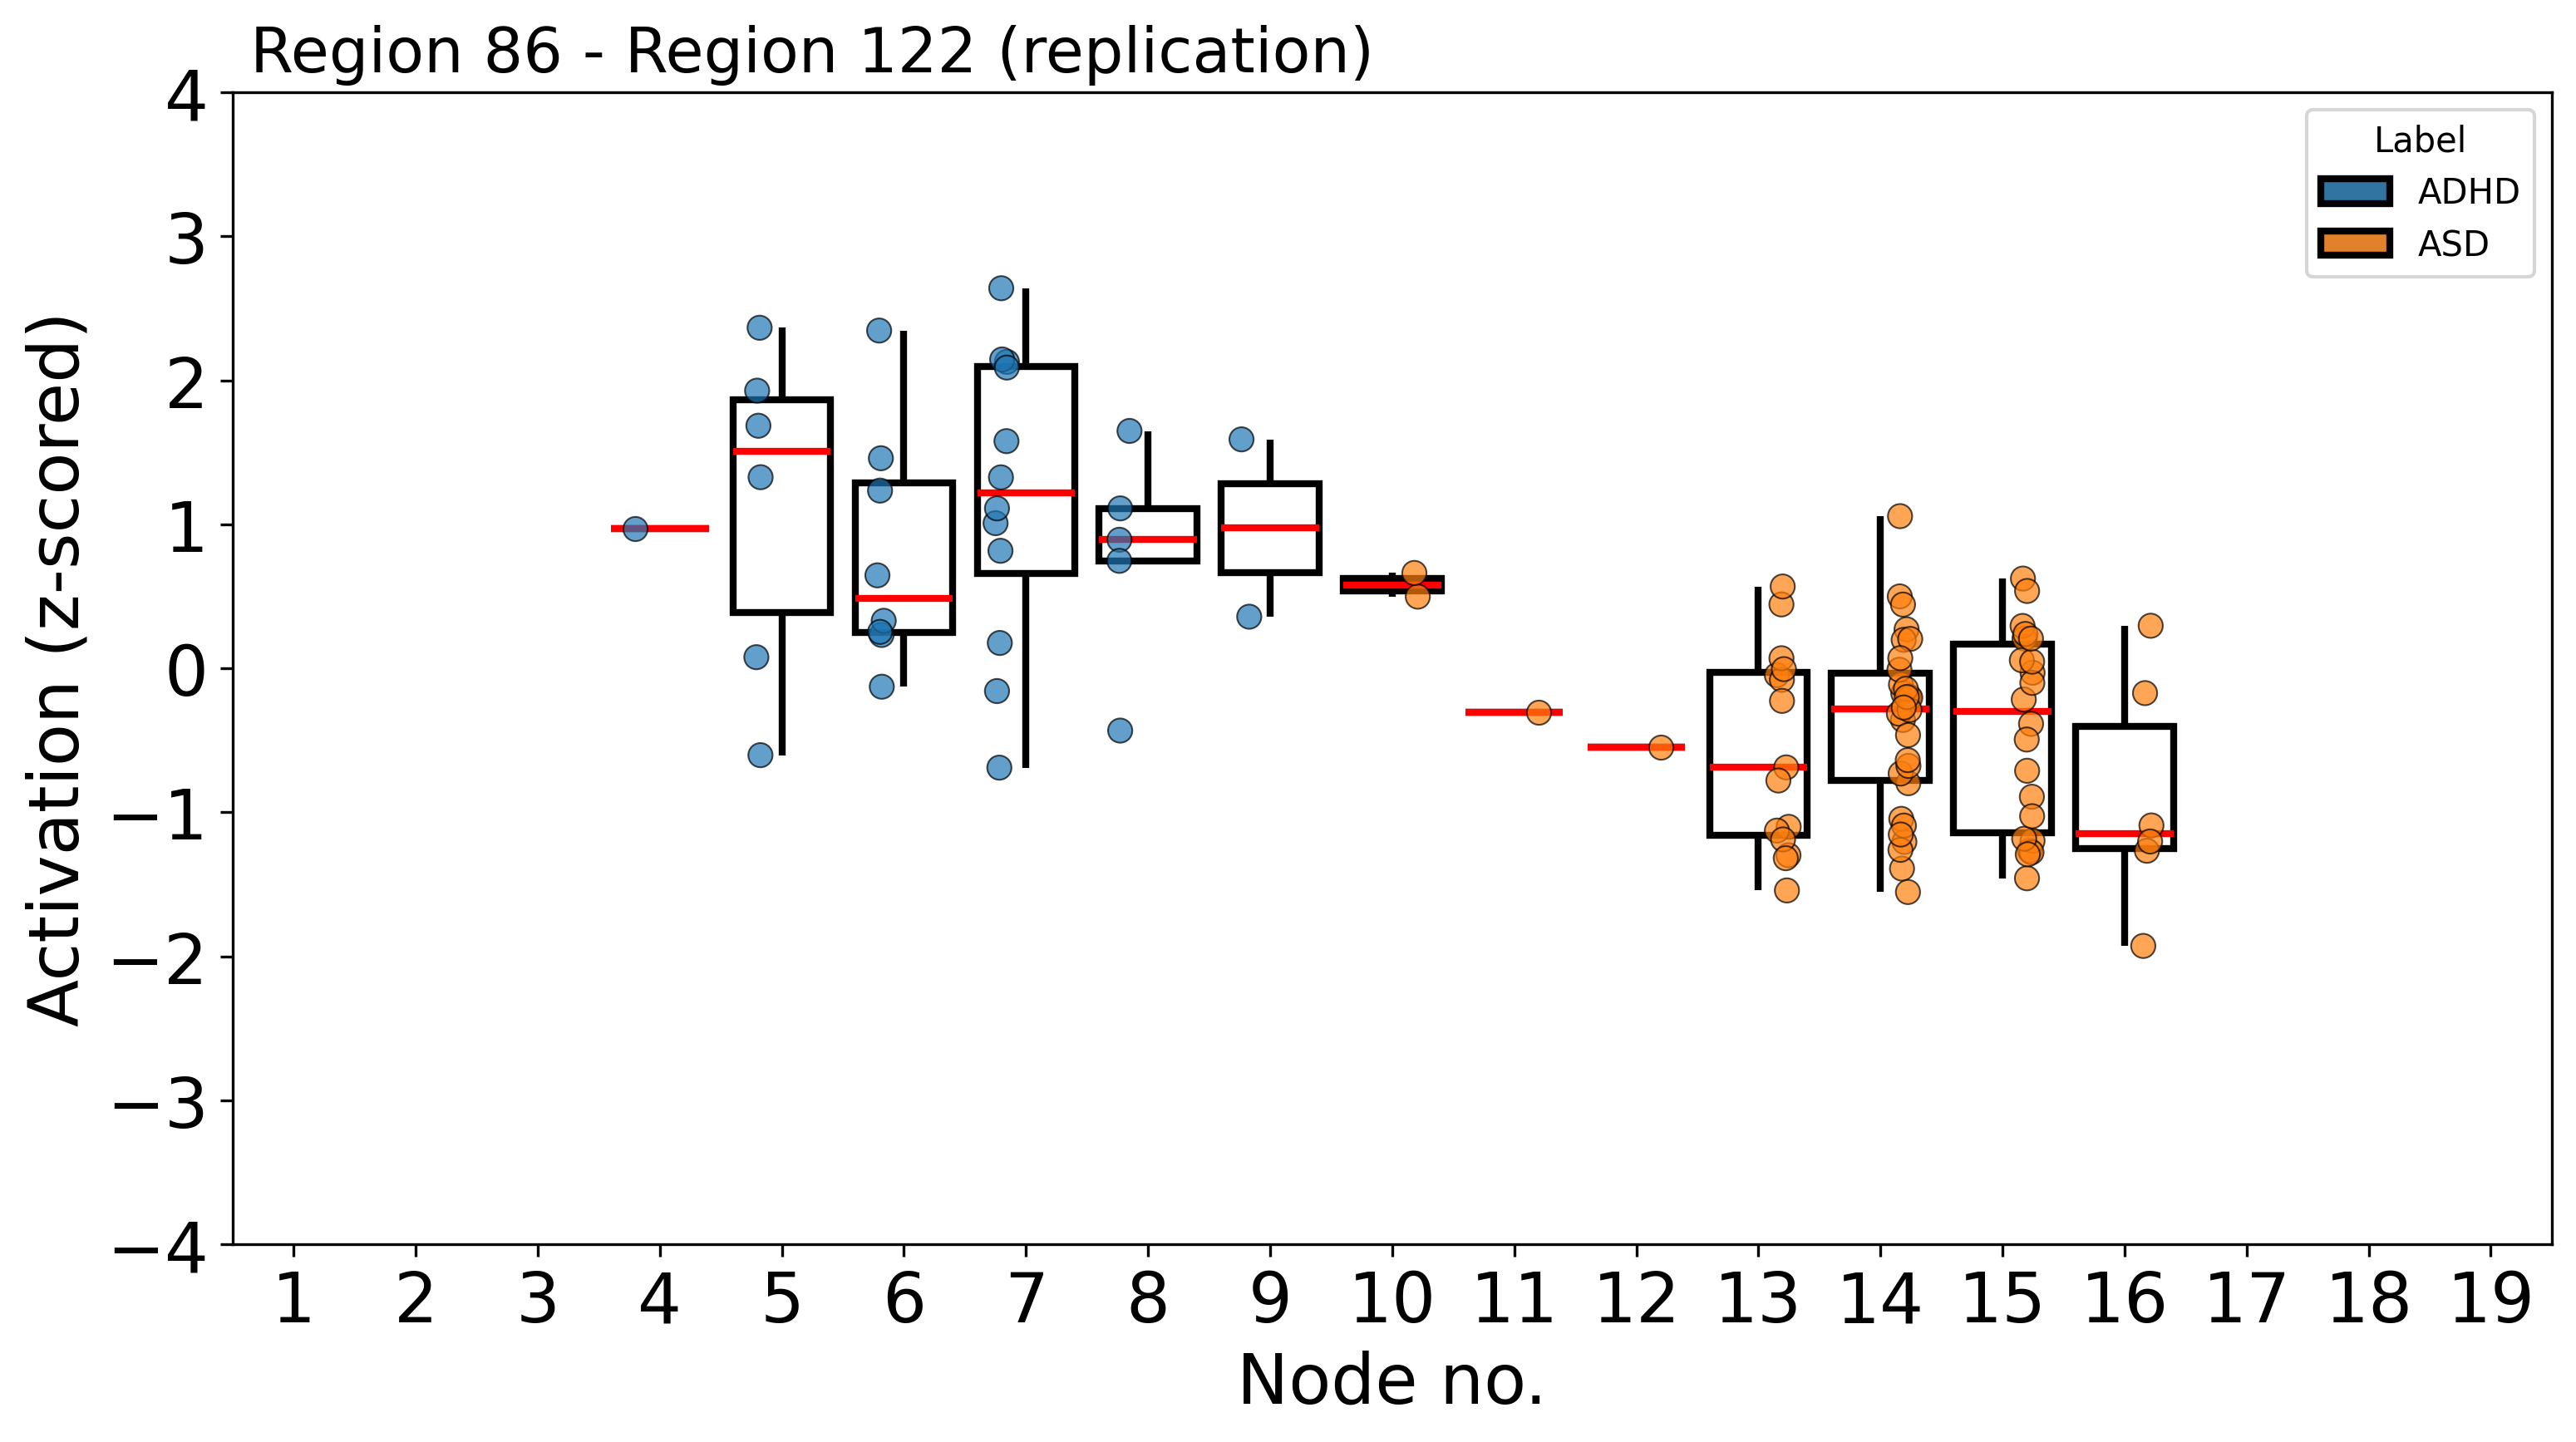 Region 86 - Region 122 (replication)
Label
ADHD
ASD
Activation (z-scored)
4
3
2
1
0
−1
−2
−3
−4
1 2 3 4 5 6 7 8 9 10 11 12 13 14 15 16 17 18 19
Node no.